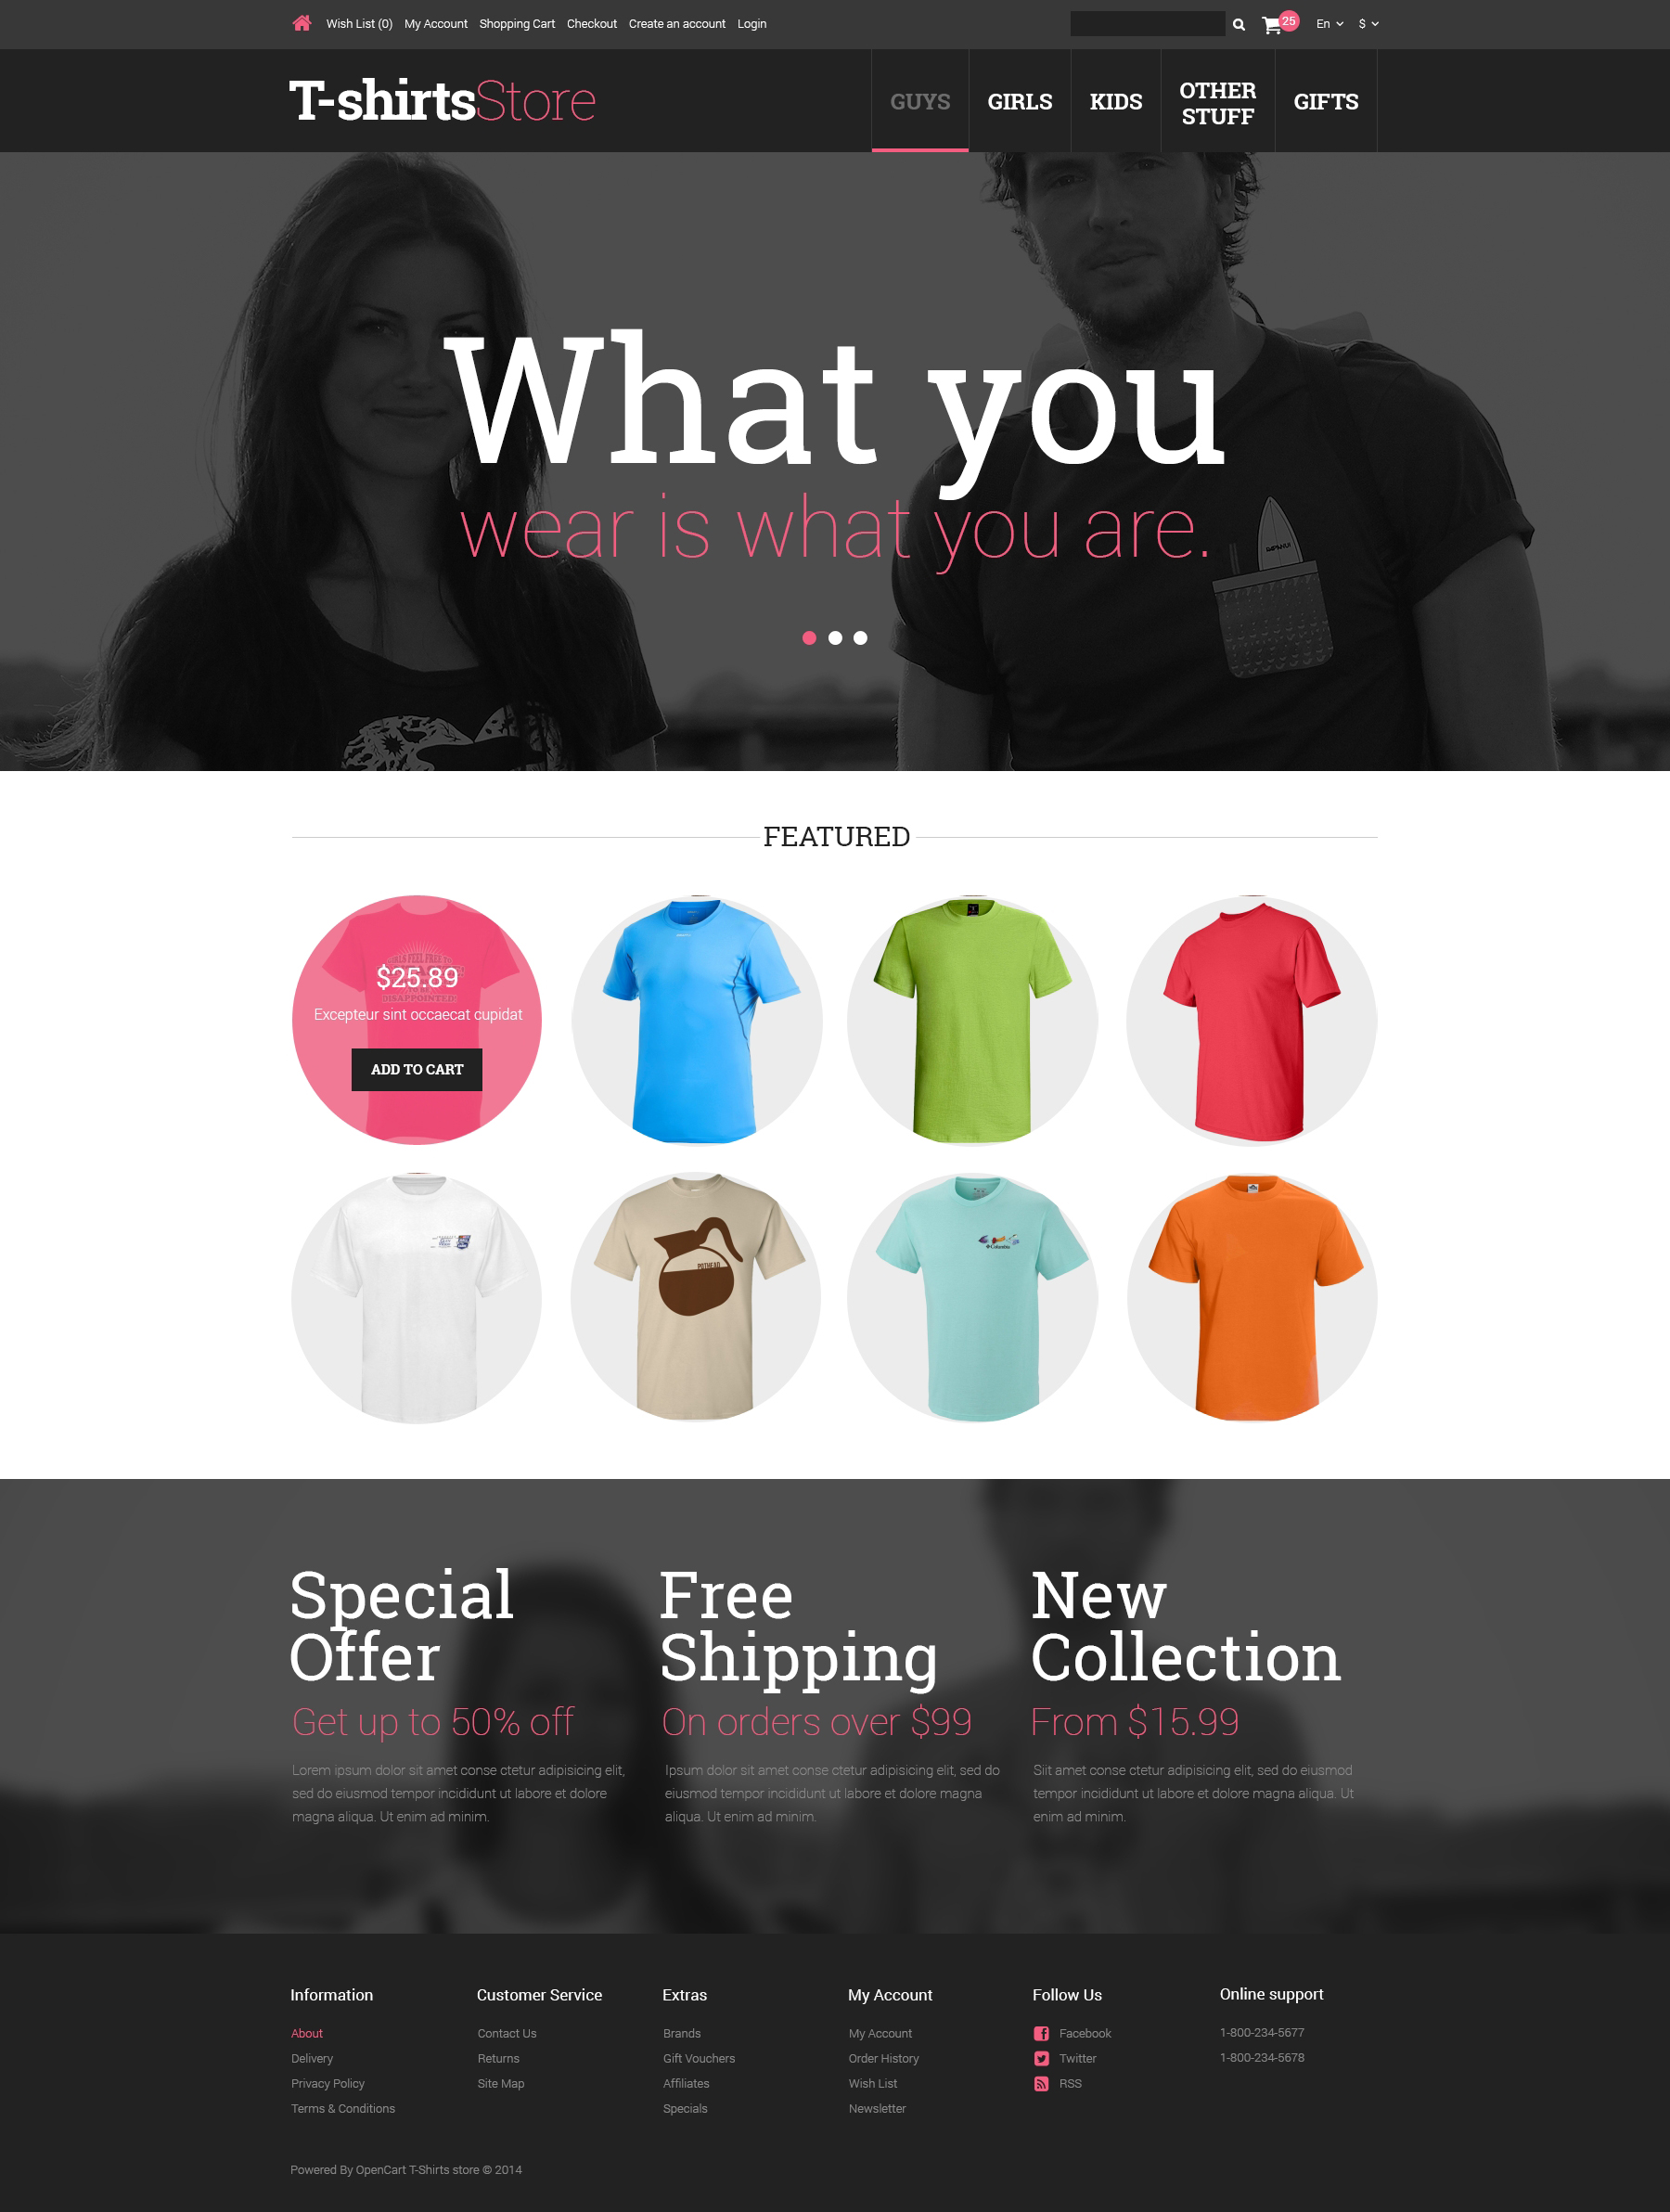 Wish List (0) My Account Shopping Cart Checkout Create an account Login
25 En $
T-shirtsStore
GUYS GIRLS KIDS OTHER STUFF GIFTS
What you
wear is what you are.
FEATURED
$25.89
DISAPPOINTED!
Excepteur sint occaecat cupidat
ADD TO CART
Columbia
Special
Offer
Get up to 50% off
Lorem ipsum dolor sit amet conse ctetur adipisicing elit,
sed do eiusmod tempor incididunt ut labore et dolore
magna aliqua. Ut enim ad minim.
Free
Shipping
On orders over $99
Ipsum dolor sit amet conse ctetur adipisicing elit, sed do
eiusmod tempor incididunt ut labore et dolore magna
aliqua. Ut enim ad minim.
New
Collection
From $15.99
Siit amet conse ctetur adipisicing elit, sed do eiusmod
tempor incididunt ut labore et dolore magna aliqua. Ut
enim ad minim.
Information
About
Delivery
Privacy Policy
Terms & Conditions
Customer Service
Contact Us
Returns
Site Map
Extras
Brands
Gift Vouchers
Affiliates
Specials
My Account
My Account
Order History
Wish List
Newsletter
Follow Us
Facebook
Twitter
RSS
Online support
1-800-234-5677
1-800-234-5678
Powered By OpenCart T-Shirts store © 2014